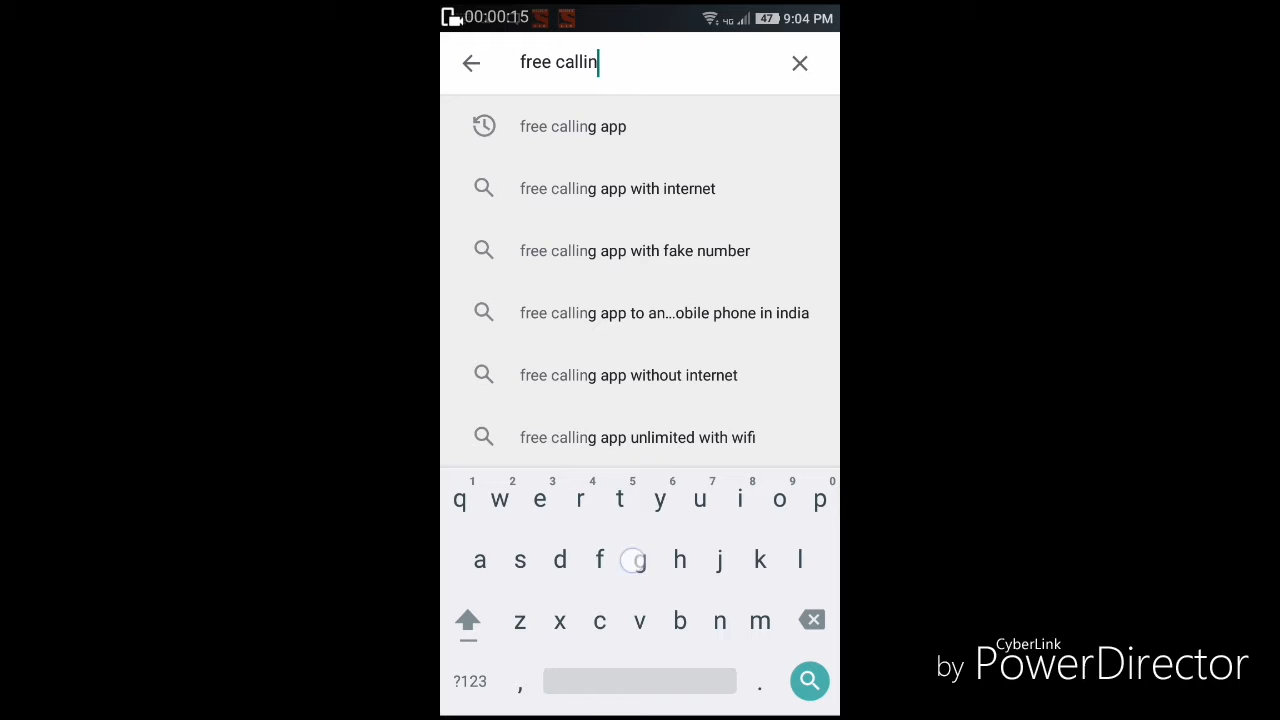 00:00:15
4G 47 9:04 PM
free callin
free calling app
free calling app with internet
free calling app with fake number
free calling app to an...obile phone in india
free calling app without internet
free calling app unlimited with wifi
1 2 3 4 5 6 7 8 9 0
q w e r t y u i o p
a s d f g h j k l
z x c v b n m
?123 , .
CyberLink
by PowerDirector